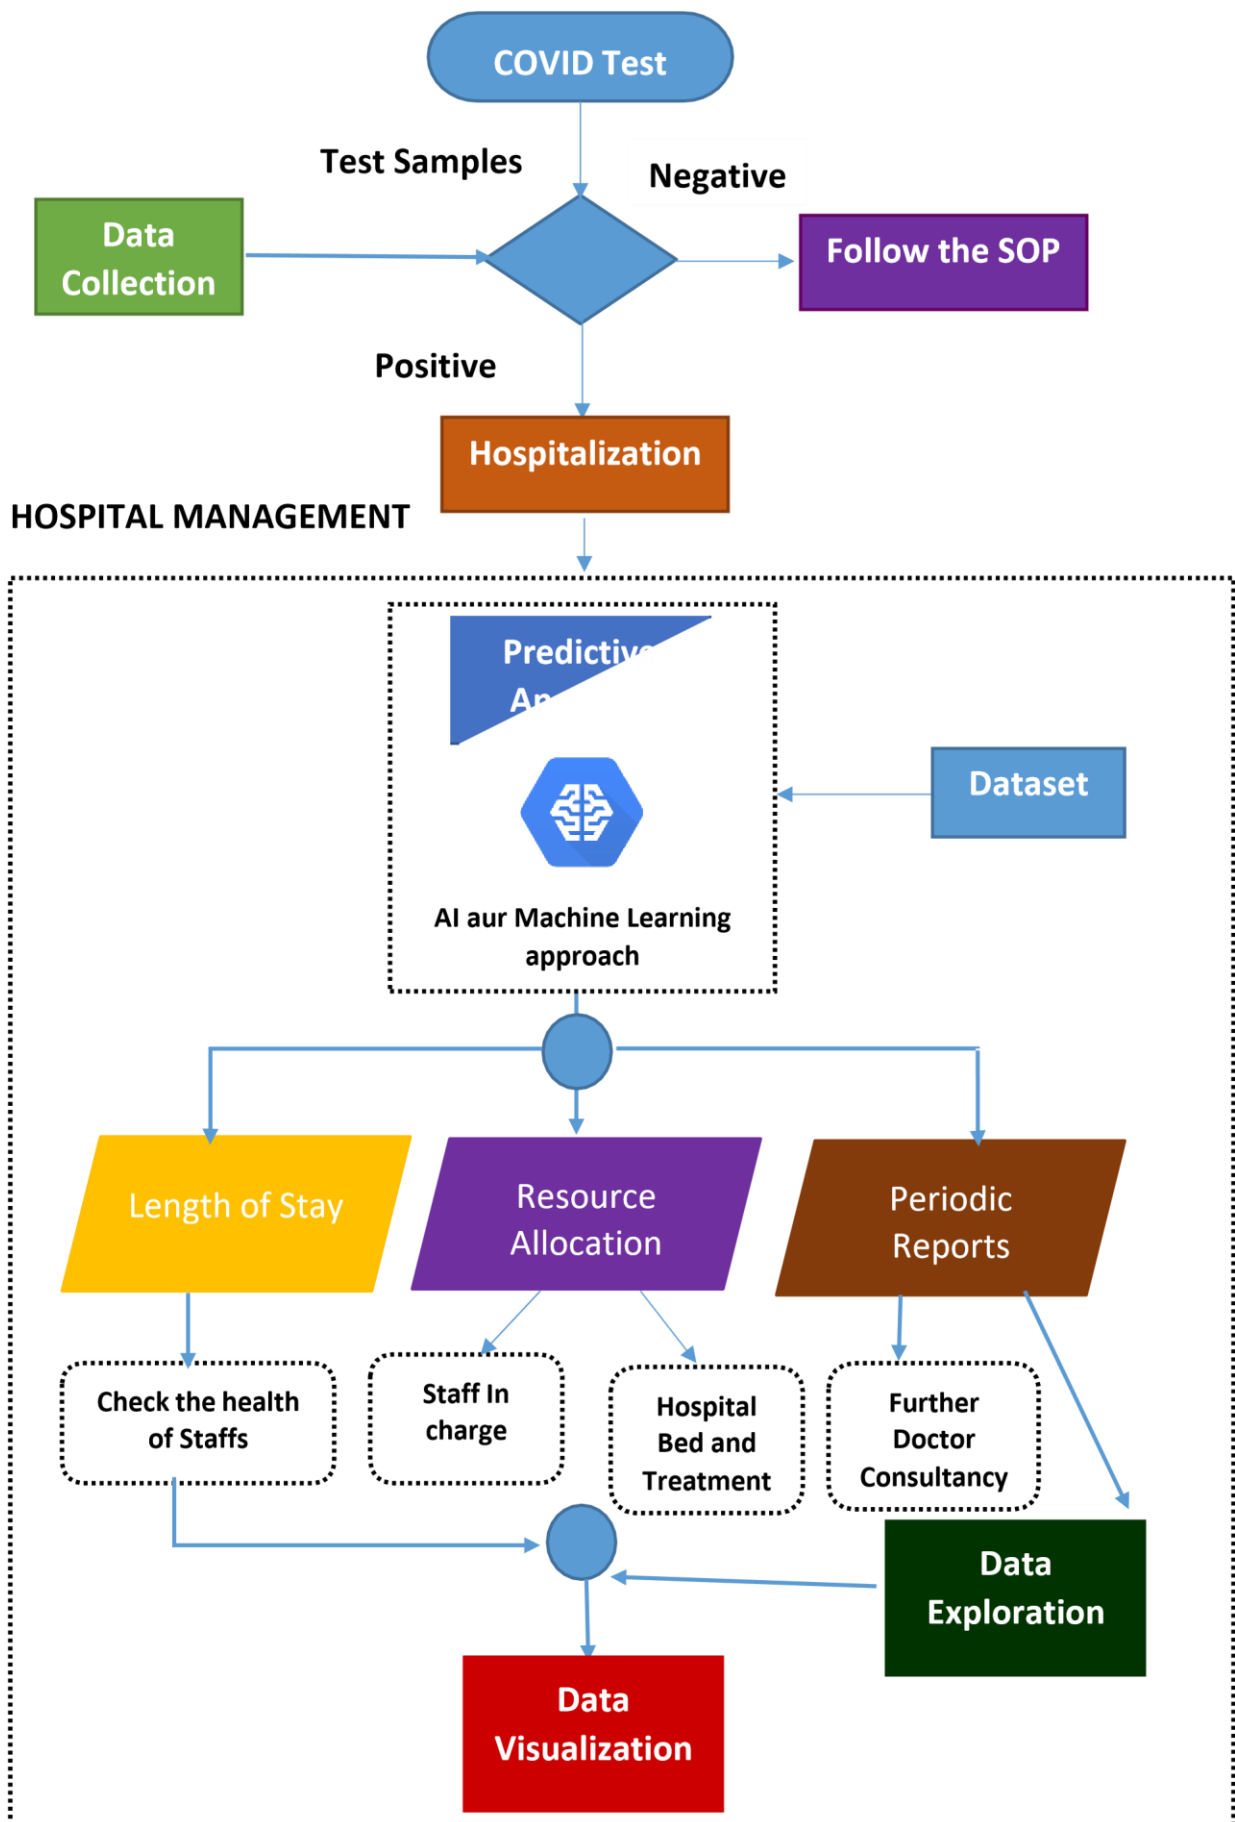 COVID Test
Test Samples
Negative
Data
Collection
Follow the SOP
Positive
Hospitalization
HOSPITAL MANAGEMENT
Dataset
AI aur Machine Learning
approach
Length of Stay
Resource
Allocation
Periodic
Reports
Check the health
of Staffs
Staff In
charge
Hospital
Bed and
Treatment
Further
Doctor
Consultancy
Data
Exploration
Data
Visualization